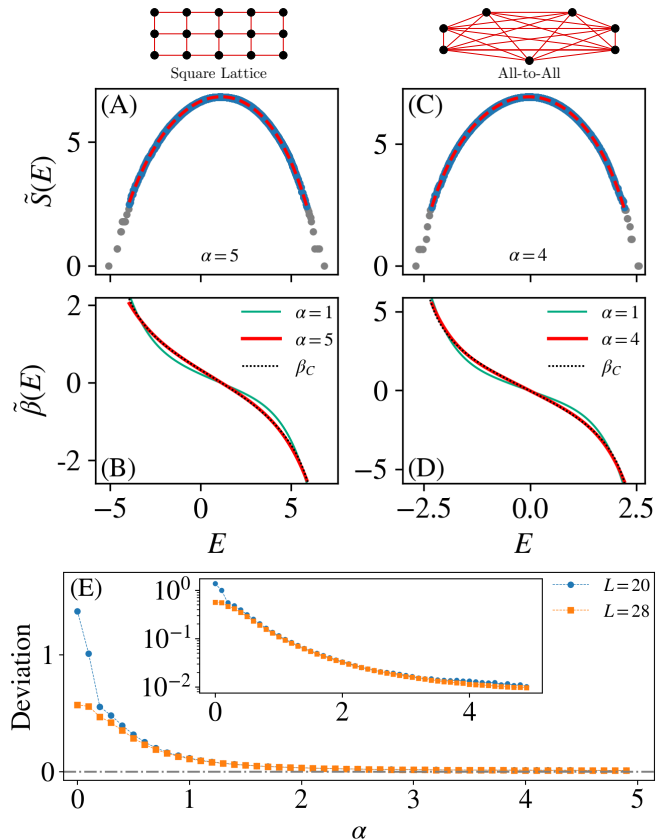 Square Lattice
All-to-All
(A)
(C)
S̃(E)
5
0
5
0
α=5
α=4
2
0
-2
β̃(E)
α=1
α=5
β_C
(B)
5
0
−5
α=1
α=4
β_C
(D)
−5
0
5
E
−2.5
0.0
2.5
E
(E)
Deviation
1
0
10⁰
10⁻¹
10⁻²
0
2
4
L=20
L=28
0
1
2
3
4
5
α